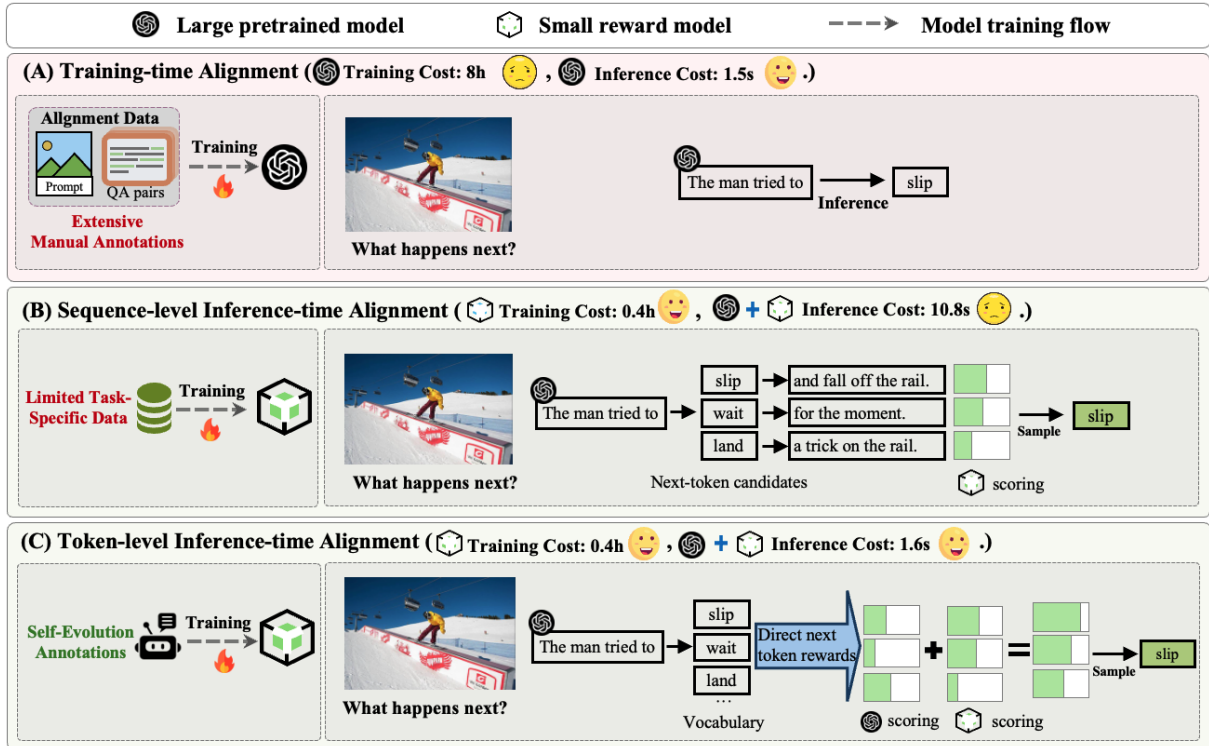 Large pretrained model
Small reward model
Model training flow
(A) Training-time Alignment ( Training Cost: 8h , Inference Cost: 1.5s .)
Alignment Data
Prompt
QA pairs
Training
Extensive
Manual Annotations
What happens next?
The man tried to
Inference
slip
(B) Sequence-level Inference-time Alignment ( Training Cost: 0.4h , + Inference Cost: 10.8s .)
Limited Task-
Specific Data
Training
What happens next?
The man tried to
slip
and fall off the rail.
wait
for the moment.
land
a trick on the rail.
Next-token candidates
scoring
Sample
slip
(C) Token-level Inference-time Alignment ( Training Cost: 0.4h , + Inference Cost: 1.6s .)
Self-Evolution
Annotations
Training
What happens next?
The man tried to
slip
wait
land
...
Vocabulary
Direct next
token rewards
+
=
scoring
scoring
Sample
slip